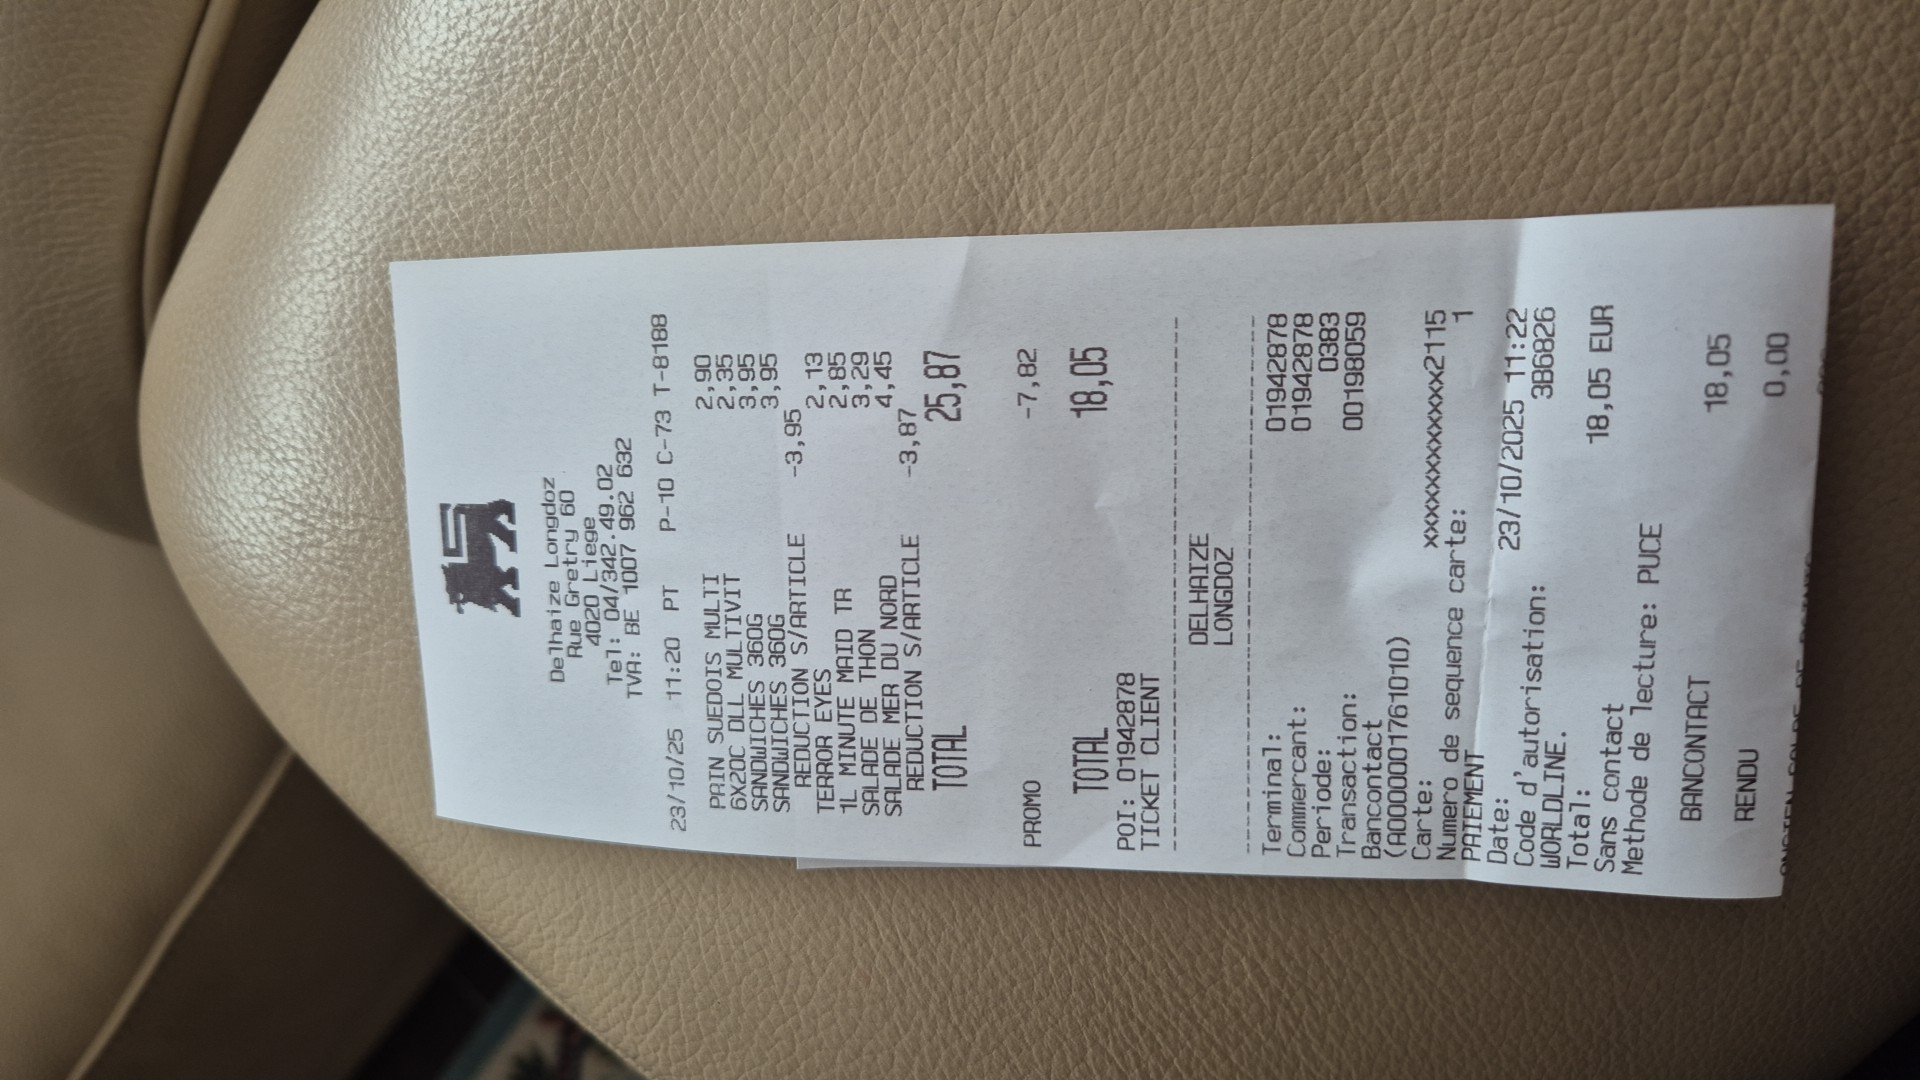 Delhaize Longdoz
Rue Gretry 60
4020 Liege
Tel: 04/342.49.02
TVA: BE 1007 962 632
23/10/25 11:20 PT P-10 C-73 T-8188
PAIN SUEDOIS MULTI 2,90
6X20C DLL MULTIVIT 2,35
SANDWICHES 360G 3,95
SANDWICHES 360G 3,95
REDUCTION S/ARTICLE -3,95
TERROR EYES 2,13
1L MINUTE MAID TR 2,85
SALADE DE THON 3,29
SALADE MER DU NORD 4,45
REDUCTION S/ARTICLE -3,87
TOTAL 25,87
PROMO -7,82
TOTAL 18,05
POI: 01942878
TICKET CLIENT
DELHAIZE
LONGDOZ
Terminal: 01942878
Commercant: 01942878
Periode: 0383
Transaction: 00198059
Bancontact
(A0000001761010)
Carte: xxxxxxxxxxxxx2115
Numero de sequence carte: 1
PAIEMENT
Date: 23/10/2025 11:22
Code d'autorisation: 3B6826
WORLDLINE.
Total: 18,05 EUR
Sans contact
Methode de lecture: PUCE
BANCONTACT 18,05
RENDU 0,00